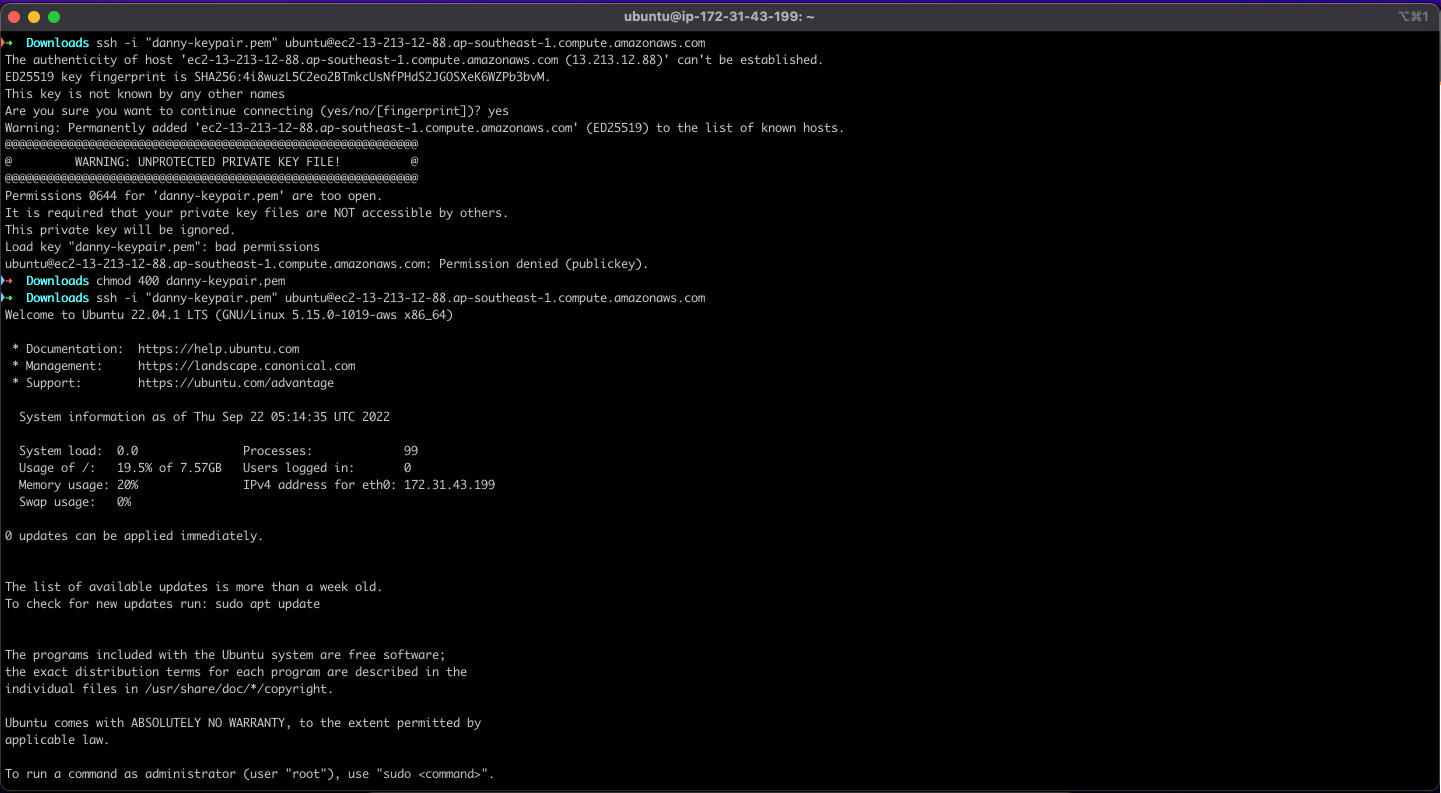 ubuntu@ip-172-31-43-199: ~
⌥⌘1
➜  Downloads ssh -i "danny-keypair.pem" ubuntu@ec2-13-213-12-88.ap-southeast-1.compute.amazonaws.com
The authenticity of host 'ec2-13-213-12-88.ap-southeast-1.compute.amazonaws.com (13.213.12.88)' can't be established.
ED25519 key fingerprint is SHA256:4i8wuzL5C2eo2BTmkcUsNfPHdS2JGOSXeK6WZPb3bvM.
This key is not known by any other names
Are you sure you want to continue connecting (yes/no/[fingerprint])? yes
Warning: Permanently added 'ec2-13-213-12-88.ap-southeast-1.compute.amazonaws.com' (ED25519) to the list of known hosts.
@@@@@@@@@@@@@@@@@@@@@@@@@@@@@@@@@@@@@@@@@@@@@@@@@@@@@@@@@@@
@         WARNING: UNPROTECTED PRIVATE KEY FILE!          @
@@@@@@@@@@@@@@@@@@@@@@@@@@@@@@@@@@@@@@@@@@@@@@@@@@@@@@@@@@@
Permissions 0644 for 'danny-keypair.pem' are too open.
It is required that your private key files are NOT accessible by others.
This private key will be ignored.
Load key "danny-keypair.pem": bad permissions
ubuntu@ec2-13-213-12-88.ap-southeast-1.compute.amazonaws.com: Permission denied (publickey).
➜  Downloads chmod 400 danny-keypair.pem
➜  Downloads ssh -i "danny-keypair.pem" ubuntu@ec2-13-213-12-88.ap-southeast-1.compute.amazonaws.com
Welcome to Ubuntu 22.04.1 LTS (GNU/Linux 5.15.0-1019-aws x86_64)
 * Documentation:  https://help.ubuntu.com
 * Management:     https://landscape.canonical.com
 * Support:        https://ubuntu.com/advantage
  System information as of Thu Sep 22 05:14:35 UTC 2022
  System load:  0.0               Processes:             99
  Usage of /:   19.5% of 7.57GB   Users logged in:       0
  Memory usage: 20%               IPv4 address for eth0: 172.31.43.199
  Swap usage:   0%
0 updates can be applied immediately.
The list of available updates is more than a week old.
To check for new updates run: sudo apt update
The programs included with the Ubuntu system are free software;
the exact distribution terms for each program are described in the
individual files in /usr/share/doc/*/copyright.
Ubuntu comes with ABSOLUTELY NO WARRANTY, to the extent permitted by
applicable law.
To run a command as administrator (user "root"), use "sudo <command>".